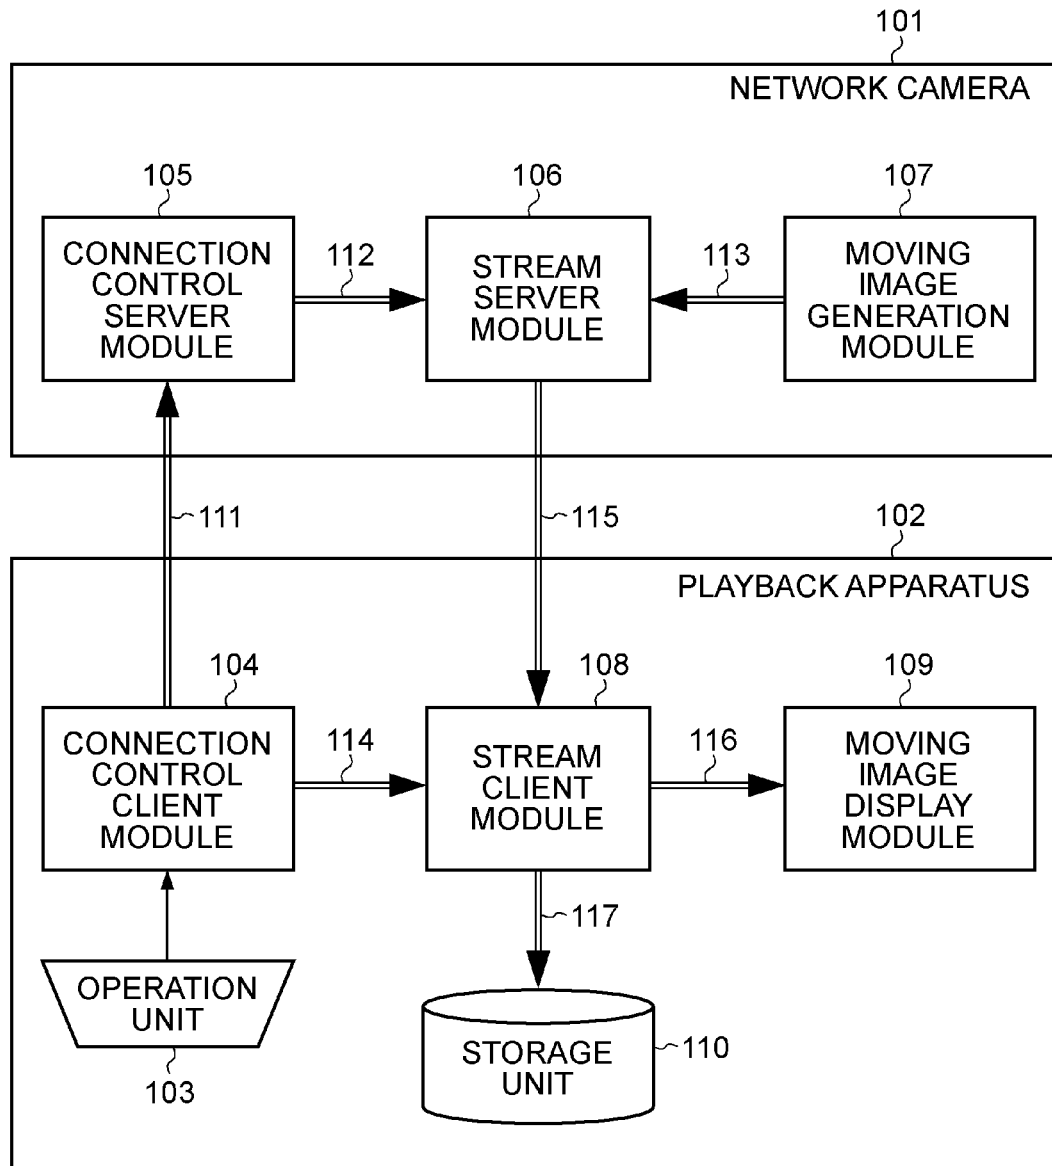 101
NETWORK CAMERA
105
106
107
CONNECTION
CONTROL
SERVER
MODULE
112
STREAM
SERVER
MODULE
113
MOVING
IMAGE
GENERATION
MODULE
111
115
102
PLAYBACK APPARATUS
104
108
109
CONNECTION
CONTROL
CLIENT
MODULE
114
STREAM
CLIENT
MODULE
116
MOVING
IMAGE
DISPLAY
MODULE
117
OPERATION
UNIT
103
STORAGE
UNIT
110